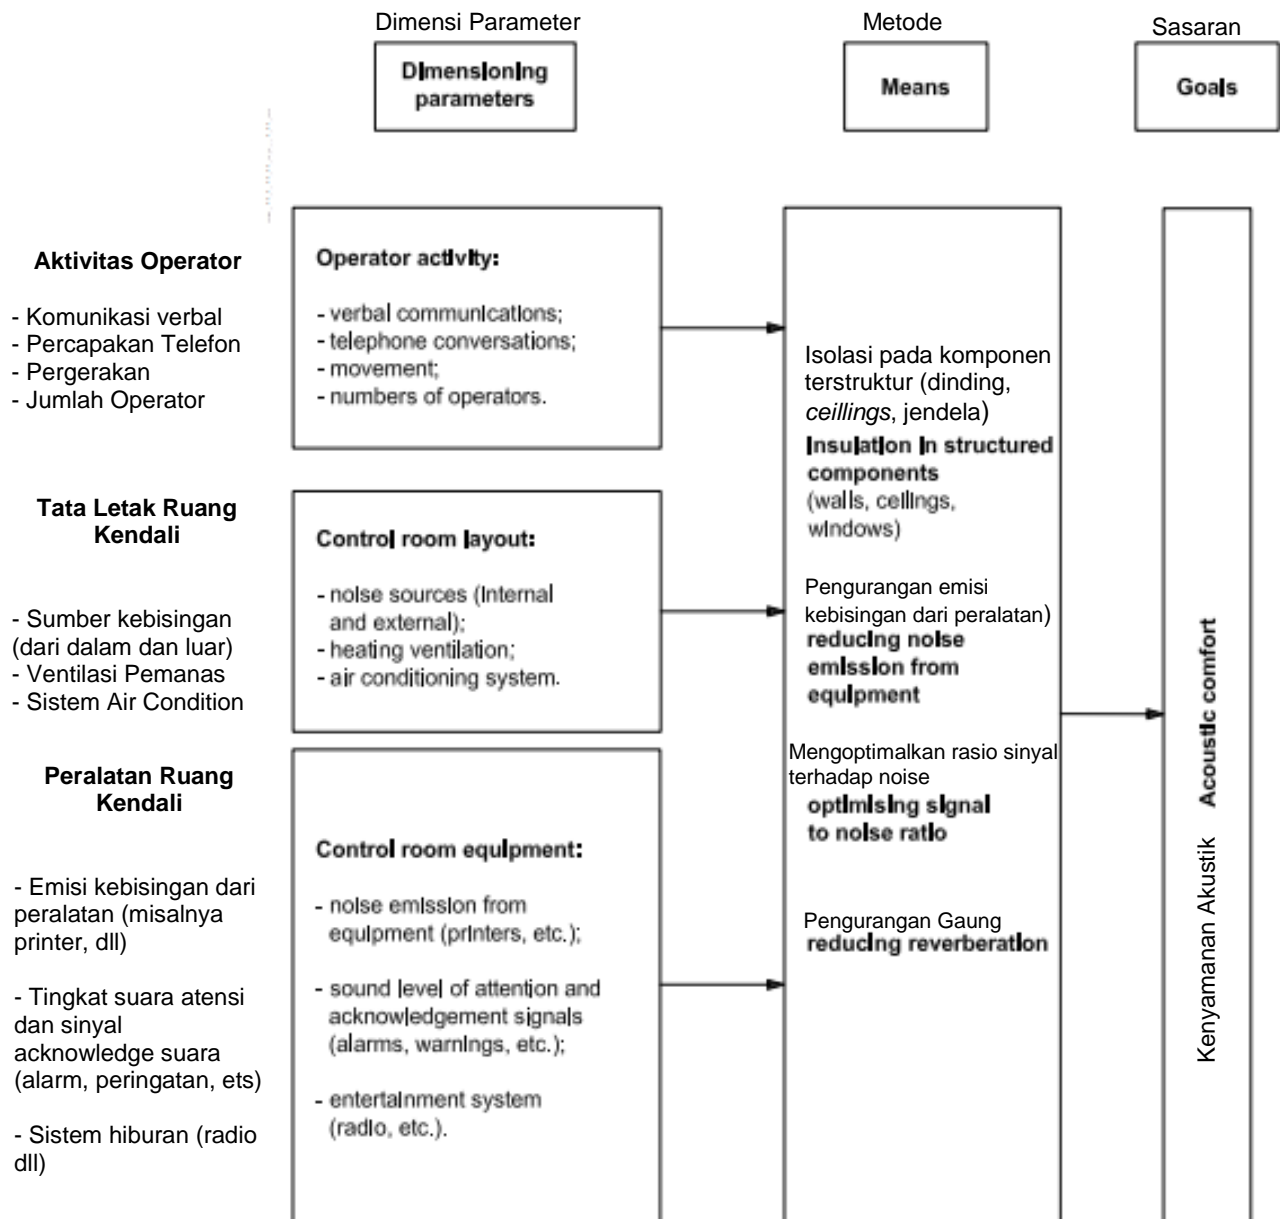 Dimensi Parameter
Metode
Sasaran
Dimensioning
parameters
Means
Goals
Aktivitas Operator
- Komunikasi verbal
- Percapakan Telefon
- Pergerakan
- Jumlah Operator
Operator activity:
- verbal communications;
- telephone conversations;
- movement;
- numbers of operators.
Tata Letak Ruang
Kendali
- Sumber kebisingan
(dari dalam dan luar)
- Ventilasi Pemanas
- Sistem Air Condition
Control room layout:
- noise sources (Internal
and external);
- heating ventilation;
- air conditioning system.
Peralatan Ruang
Kendali
- Emisi kebisingan dari
peralatan (misalnya
printer, dll)
- Tingkat suara atensi
dan sinyal
acknowledge suara
(alarm, peringatan, ets)
- Sistem hiburan (radio
dll)
Control room equipment:
- noise emission from
equipment (printers, etc.);
- sound level of attention and
acknowledgement signals
(alarms, warnings, etc.);
- entertainment system
(radio, etc.).
Isolasi pada komponen
terstruktur (dinding,
ceillings, jendela)
Insulation in structured
components
(walls, ceilings,
windows)
Pengurangan emisi
kebisingan dari peralatan)
reducing noise
emission from
equipment
Mengoptimalkan rasio sinyal
terhadap noise
optimising signal
to noise ratio
Pengurangan Gaung
reducing reverberation
Kenyamanan Akustik
Acoustic comfort